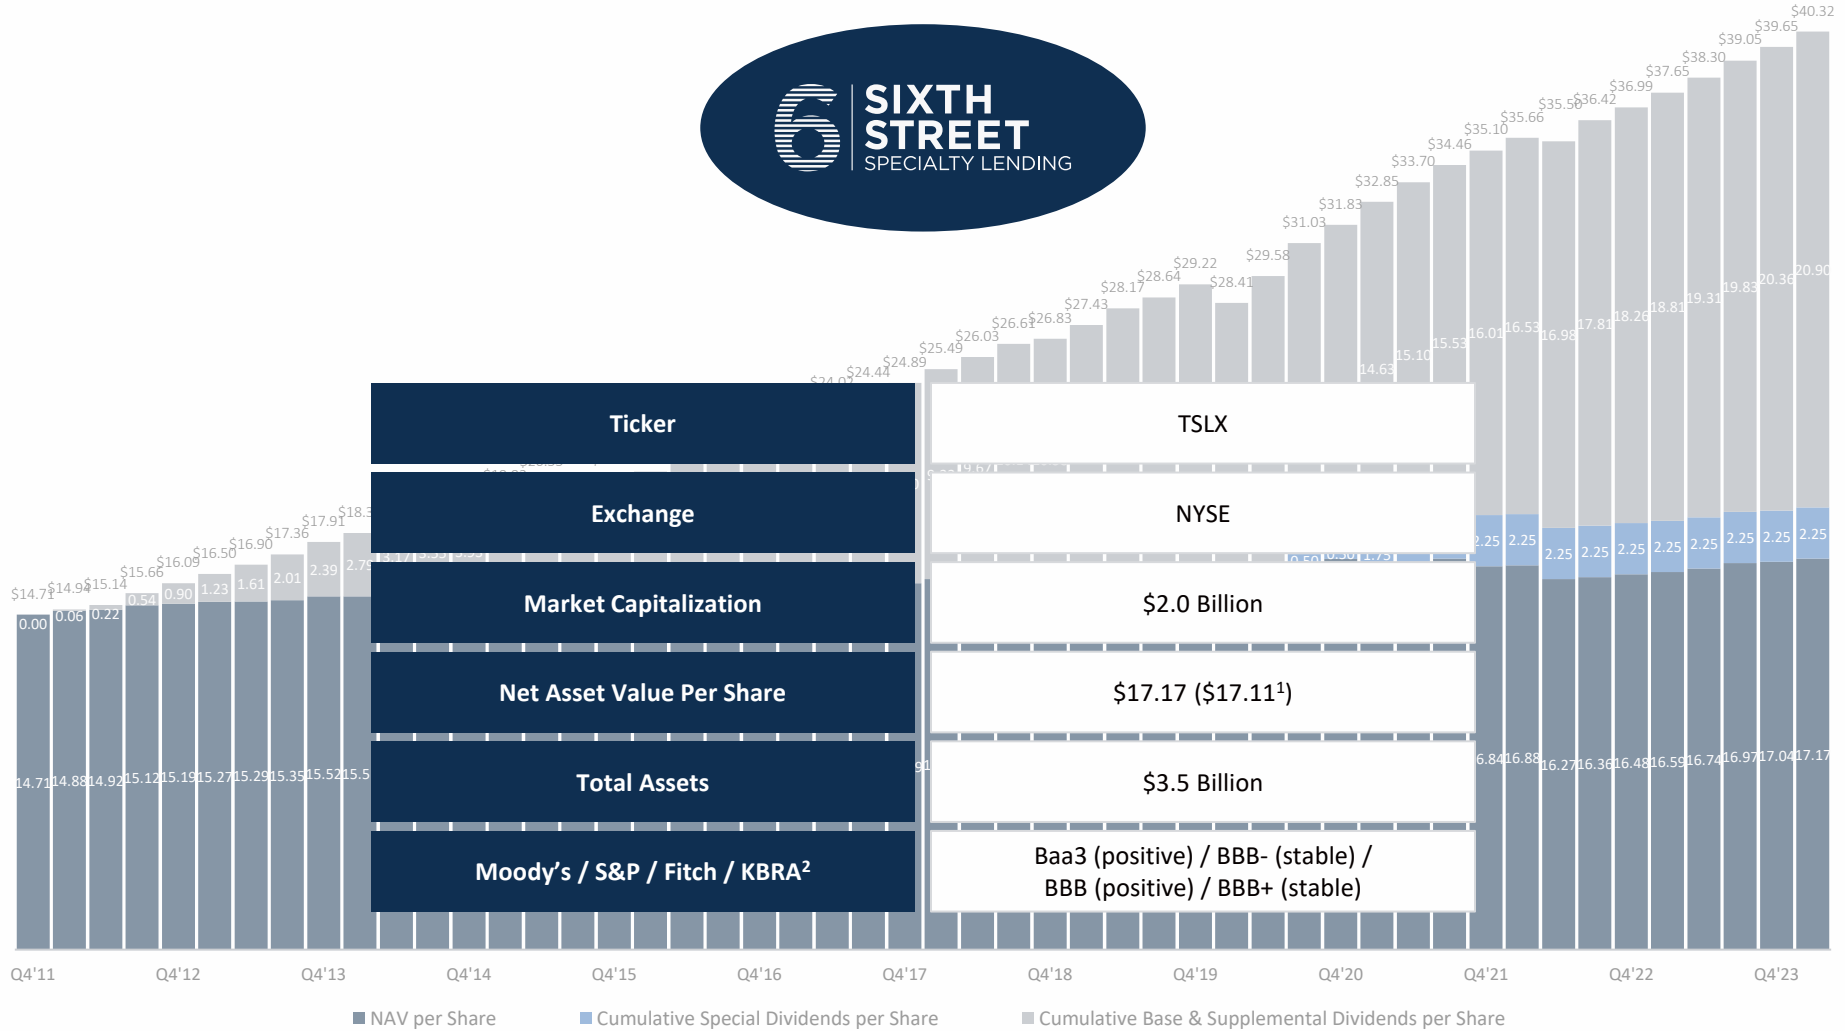 SIXTH
STREET
SPECIALTY LENDING
Ticker
TSLX
Exchange
NYSE
Market Capitalization
$2.0 Billion
Net Asset Value Per Share
$17.17 ($17.11¹)
Total Assets
$3.5 Billion
Moody’s / S&P / Fitch / KBRA²
Baa3 (positive) / BBB- (stable) /
BBB (positive) / BBB+ (stable)
$14.71 $14.94 $15.14 $15.66 $16.09 $16.50 $16.90 $17.36 $17.91
$24.44 $24.89 $25.49 $26.03 $26.61 $26.83 $27.43 $28.17 $28.64 $29.22 $28.41 $29.58 $31.03 $31.83 $32.85 $33.70 $34.46 $35.10 $35.66 $35.50 $36.42 $36.99 $37.65 $38.30 $39.05 $39.65 $40.32
0.00 0.06 0.22 0.54 0.90 1.23 1.61 2.01 2.39 2.79
14.63 15.10 15.53 16.01 16.53 16.98 17.81 18.26 18.81 19.31 19.83 20.36 20.90
2.25 2.25 2.25 2.25 2.25 2.25 2.25 2.25 2.25 2.25
14.71 14.88 14.92 15.12 15.19 15.27 15.29 15.35 15.52
16.88 16.27 16.36 16.48 16.59 16.74 16.97 17.04 17.17
Q4'11 Q4'12 Q4'13 Q4'14 Q4'15 Q4'16 Q4'17 Q4'18 Q4'19 Q4'20 Q4'21 Q4'22 Q4'23
NAV per Share
Cumulative Special Dividends per Share
Cumulative Base & Supplemental Dividends per Share